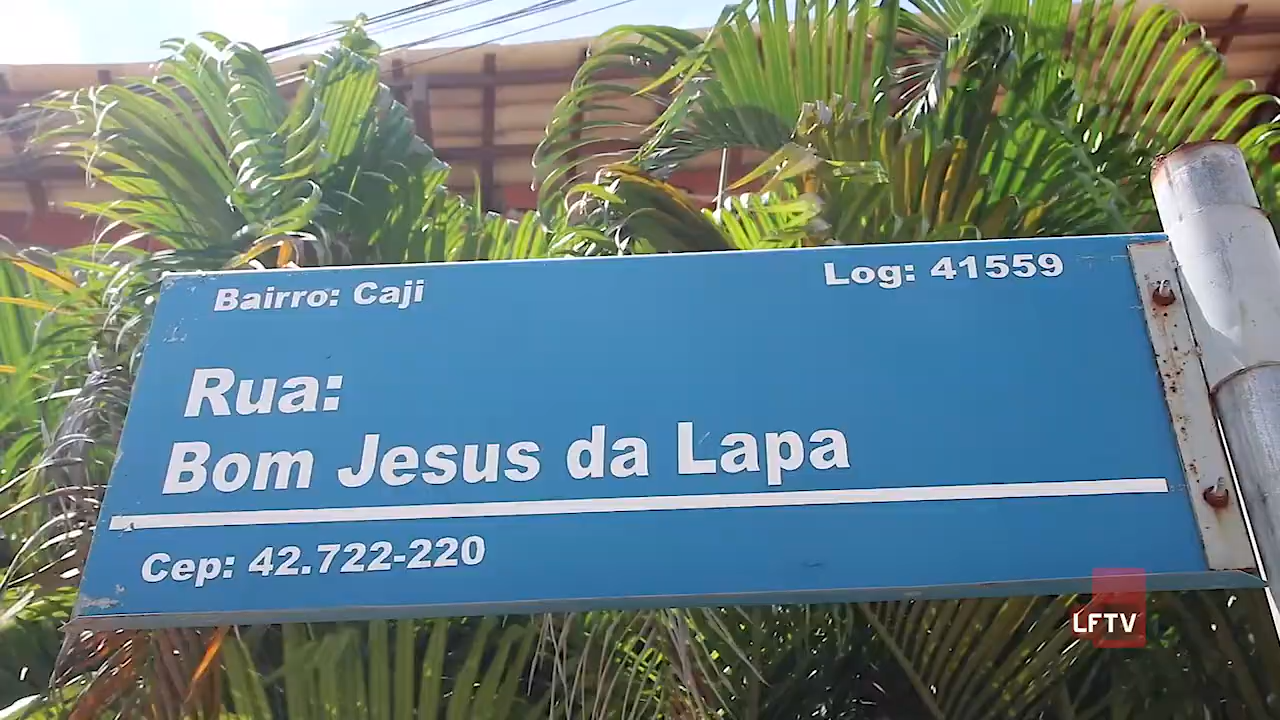 Bairro: Caji
Log: 41559
Rua:
Bom Jesus da Lapa
Cep: 42.722-220
LFTV